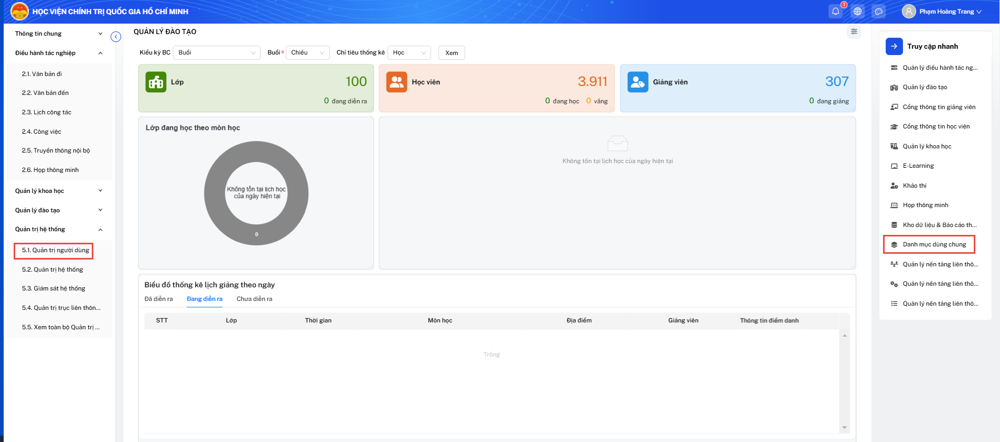 HỌC VIỆN CHÍNH TRỊ QUỐC GIA HỒ CHÍ MINH
1
Phạm Hoàng Trang
Thông tin chung
Điều hành tác nghiệp
2.1. Văn bản đi
2.2. Văn bản đến
2.3. Lịch công tác
2.4. Công việc
2.5. Truyền thông nội bộ
2.6. Họp thông minh
Quản lý khoa học
Quản lý đào tạo
Quản trị hệ thống
5.1. Quản trị người dùng
5.2. Quản trị hệ thống
5.3. Giám sát hệ thống
5.4. Quản trị trục liên thôn...
5.5. Xem toàn bộ Quản trị ...
QUẢN LÝ ĐÀO TẠO
Kiểu kỳ BC Buổi Buổi* Chiều Chỉ tiêu thống kê Học Xem
Lớp 100
0 đang diễn ra
Học viên 3.911
0 đang học 0 vắng
Giảng viên 307
0 đang giảng
Lớp đang học theo môn học
Không tồn tại lịch học
của ngày hiện tại
0
Không tồn tại lịch học của ngày hiện tại
Biểu đồ thống kê lịch giảng theo ngày
Đã diễn ra Đang diễn ra Chưa diễn ra
STT Lớp Thời gian Môn học Địa điểm Giảng viên Thông tin điểm danh
Trống
Truy cập nhanh
Quản lý điều hành tác ng...
Quản lý đào tạo
Cổng thông tin giảng viên
Cổng thông tin học viên
Quản lý khoa học
E-Learning
Khảo thí
Họp thông minh
Kho dữ liệu & Báo cáo th...
Danh mục dùng chung
Quản lý nền tảng liên thô...
Quản lý nền tảng liên thô...
Quản lý nền tảng liên thô...